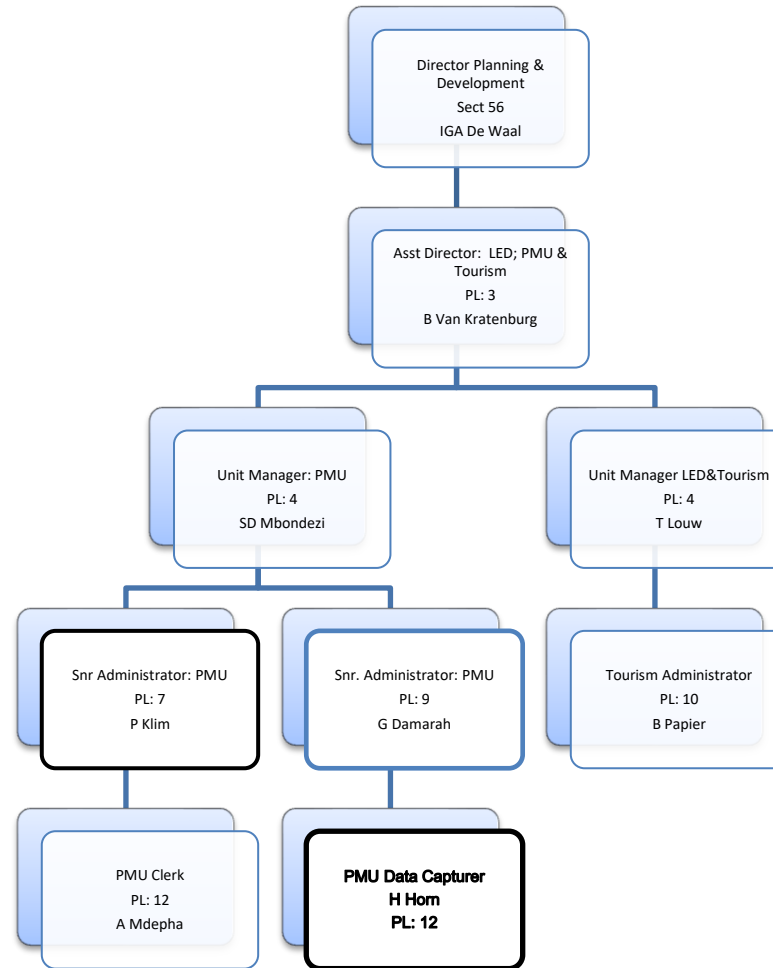 Director Planning &
Development
Sect 56
IGA De Waal
Asst Director: LED; PMU &
Tourism
PL: 3
B Van Kratenburg
Unit Manager: PMU
PL: 4
SD Mbondezi
Unit Manager LED&Tourism
PL: 4
T Louw
Snr Administrator: PMU
PL: 7
P Klim
Snr. Administrator: PMU
PL: 9
G Damarah
Tourism Administrator
PL: 10
B Papier
PMU Clerk
PL: 12
A Mdepha
PMU Data Capturer
H Horn
PL: 12